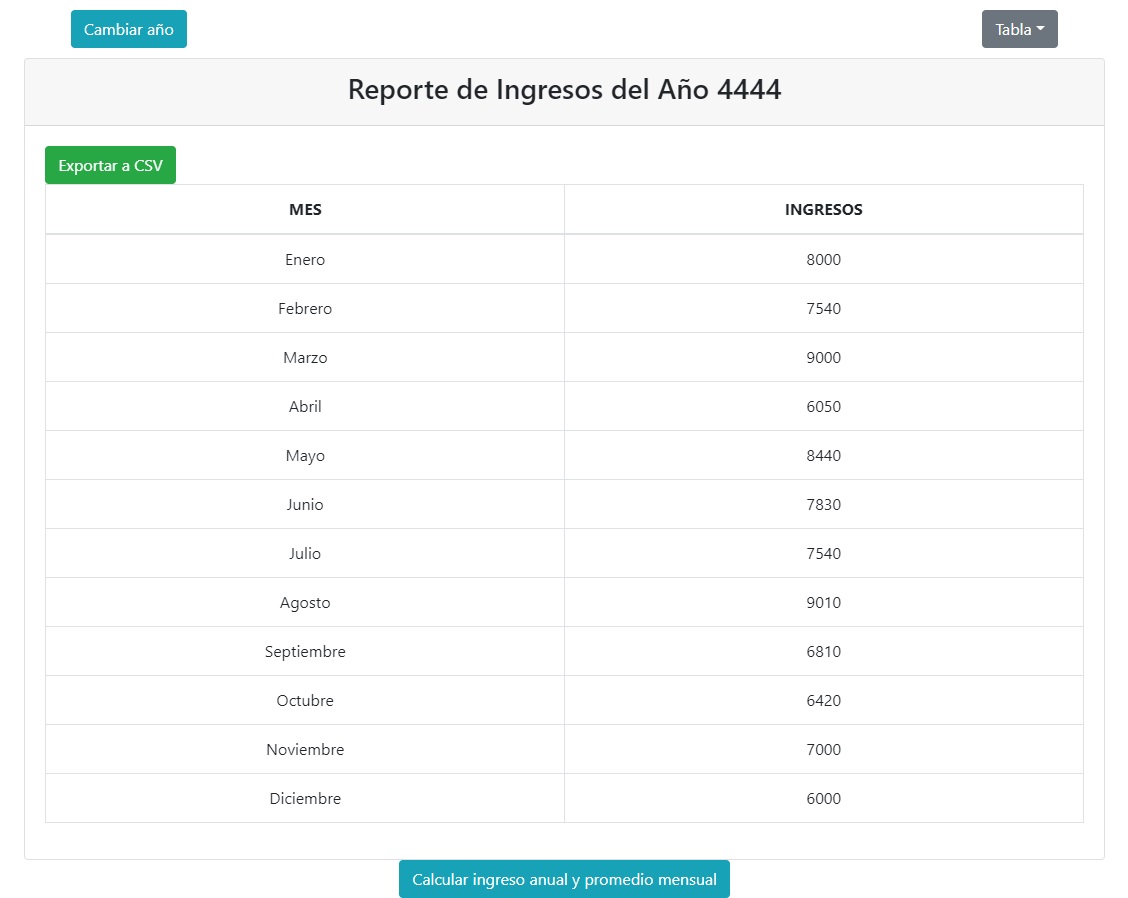 Cambiar año Tabla
Reporte de Ingresos del Año 4444
Exportar a CSV
MES INGRESOS
Enero 8000
Febrero 7540
Marzo 9000
Abril 6050
Mayo 8440
Junio 7830
Julio 7540
Agosto 9010
Septiembre 6810
Octubre 6420
Noviembre 7000
Diciembre 6000
Calcular ingreso anual y promedio mensual